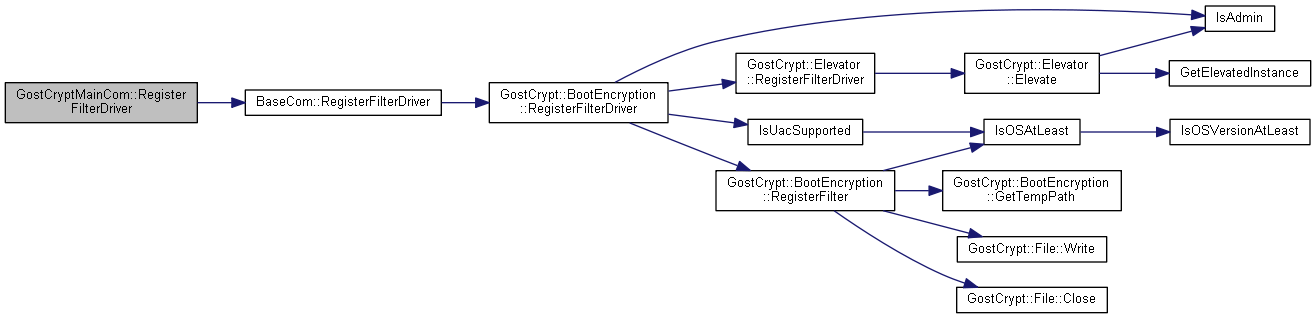 GostCryptMainCom::Register
FilterDriver
BaseCom::RegisterFilterDriver
GostCrypt::BootEncryption
::RegisterFilterDriver
IsAdmin
GostCrypt::Elevator
::RegisterFilterDriver
GostCrypt::Elevator
::Elevate
GetElevatedInstance
IsUacSupported
IsOSAtLeast
IsOSVersionAtLeast
GostCrypt::BootEncryption
::RegisterFilter
GostCrypt::BootEncryption
::GetTempPath
GostCrypt::File::Write
GostCrypt::File::Close